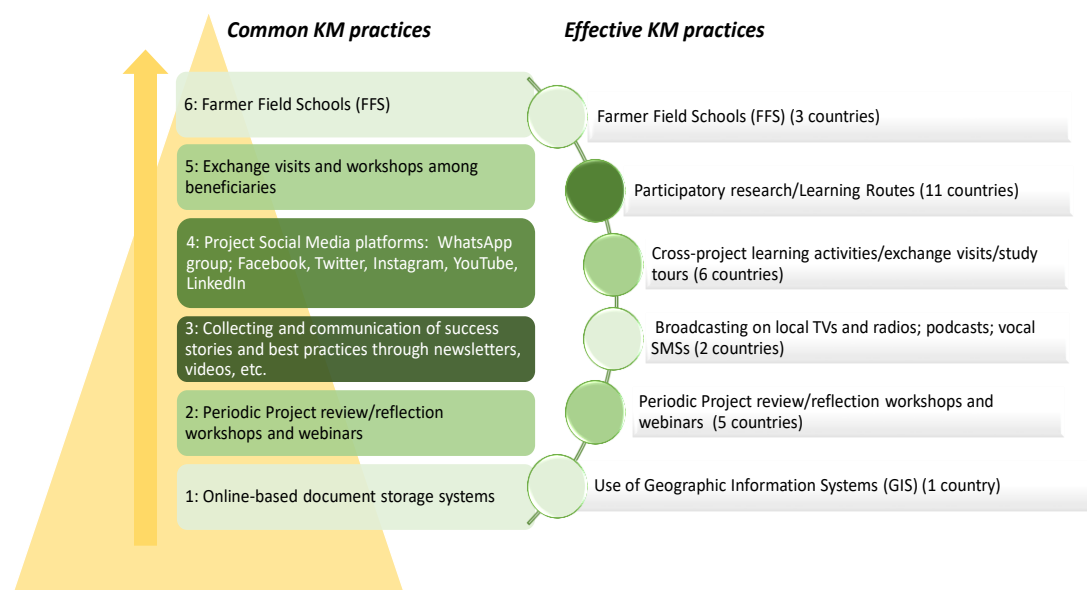 Common KM practices
Effective KM practices
6: Farmer Field Schools (FFS)
5: Exchange visits and workshops among
beneficiaries
4: Project Social Media platforms:  WhatsApp
group; Facebook, Twitter, Instagram, YouTube,
LinkedIn
3: Collecting and communication of success
stories and best practices through newsletters,
videos, etc.
2: Periodic Project review/reflection
workshops and webinars
1: Online-based document storage systems
Farmer Field Schools (FFS) (3 countries)
Participatory research/Learning Routes (11 countries)
Cross-project learning activities/exchange visits/study
tours (6 countries)
Broadcasting on local TVs and radios; podcasts; vocal
SMSs (2 countries)
Periodic Project review/reflection workshops and
webinars  (5 countries)
Use of Geographic Information Systems (GIS) (1 country)